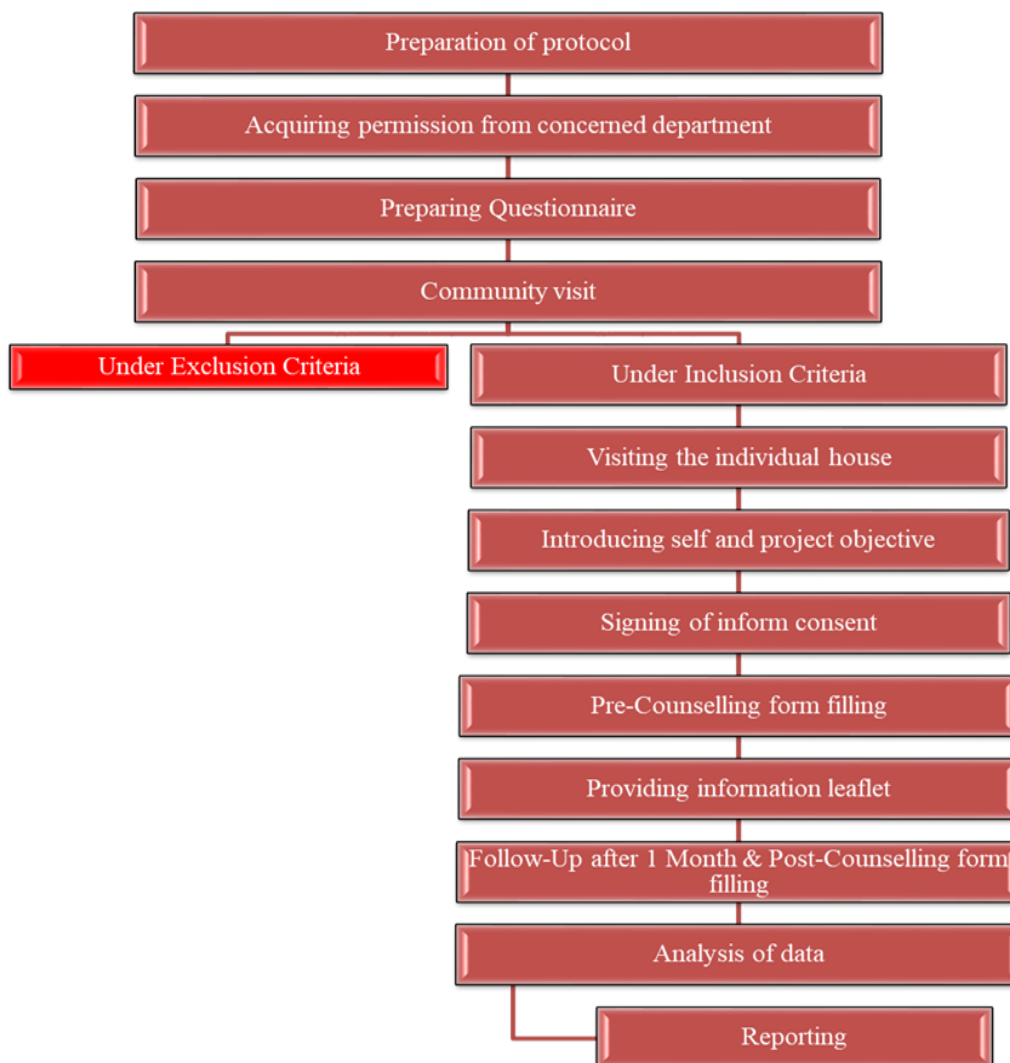 Preparation of protocol
Acquiring permission from concerned department
Preparing Questionnaire
Community visit
Under Exclusion Criteria
Under Inclusion Criteria
Visiting the individual house
Introducing self and project objective
Signing of inform consent
Pre-Counselling form filling
Providing information leaflet
Follow-Up after 1 Month & Post-Counselling form
filling
Analysis of data
Reporting